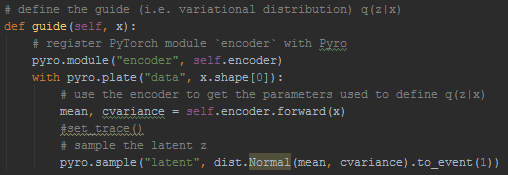 # define the guide (i.e. variational distribution) q(z|x)
def guide(self, x):
    # register PyTorch module `encoder` with Pyro
    pyro.module("encoder", self.encoder)
    with pyro.plate("data", x.shape[0]):
        # use the encoder to get the parameters used to define q(z|x)
        mean, cvariance = self.encoder.forward(x)
        #set_trace()
        # sample the latent z
        pyro.sample("latent", dist.Normal(mean, cvariance).to_event(1))